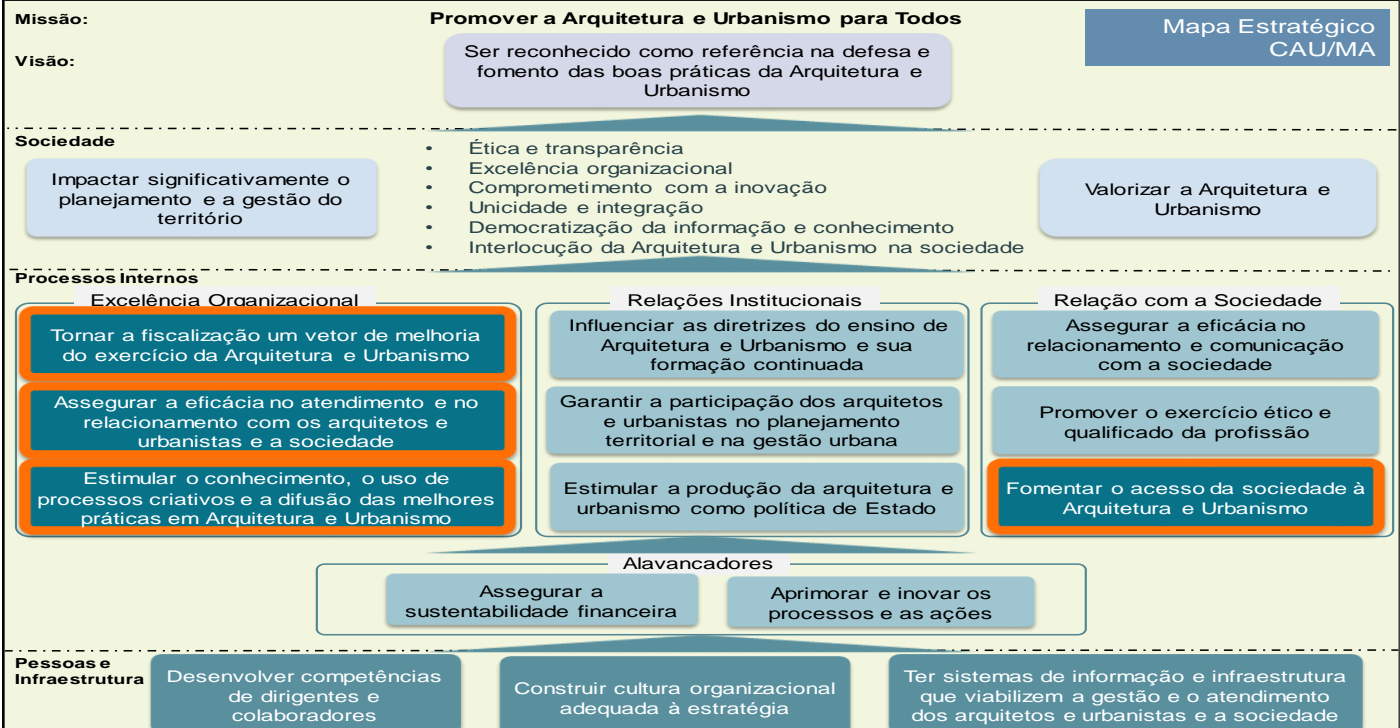 Missão:
Promover a Arquitetura e Urbanismo para Todos
Mapa Estratégico
CAU/MA
Visão:
Ser reconhecido como referência na defesa e
fomento das boas práticas da Arquitetura e
Urbanismo
Sociedade
Impactar significativamente o
planejamento e a gestão do
território
• Ética e transparência
• Excelência organizacional
• Comprometimento com a inovação
• Unicidade e integração
• Democratização da informação e conhecimento
• Interlocução da Arquitetura e Urbanismo na sociedade
Valorizar a Arquitetura e
Urbanismo
Processos Internos
Excelência Organizacional
Tornar a fiscalização um vetor de melhoria
do exercício da Arquitetura e Urbanismo
Assegurar a eficácia no atendimento e no
relacionamento com os arquitetos e
urbanistas e a sociedade
Estimular o conhecimento, o uso de
processos criativos e a difusão das melhores
práticas em Arquitetura e Urbanismo
Relações Institucionais
Influenciar as diretrizes do ensino de
Arquitetura e Urbanismo e sua
formação continuada
Garantir a participação dos arquitetos
e urbanistas no planejamento
territorial e na gestão urbana
Estimular a produção da arquitetura e
urbanismo como política de Estado
Relação com a Sociedade
Assegurar a eficácia no
relacionamento e comunicação
com a sociedade
Promover o exercício ético e
qualificado da profissão
Fomentar o acesso da sociedade à
Arquitetura e Urbanismo
Alavancadores
Assegurar a
sustentabilidade financeira
Aprimorar e inovar os
processos e as ações
Pessoas e
Infraestrutura
Desenvolver competências
de dirigentes e
colaboradores
Construir cultura organizacional
adequada à estratégia
Ter sistemas de informação e infraestrutura
que viabilizem a gestão e o atendimento
dos arquitetos e urbanistas e a sociedade